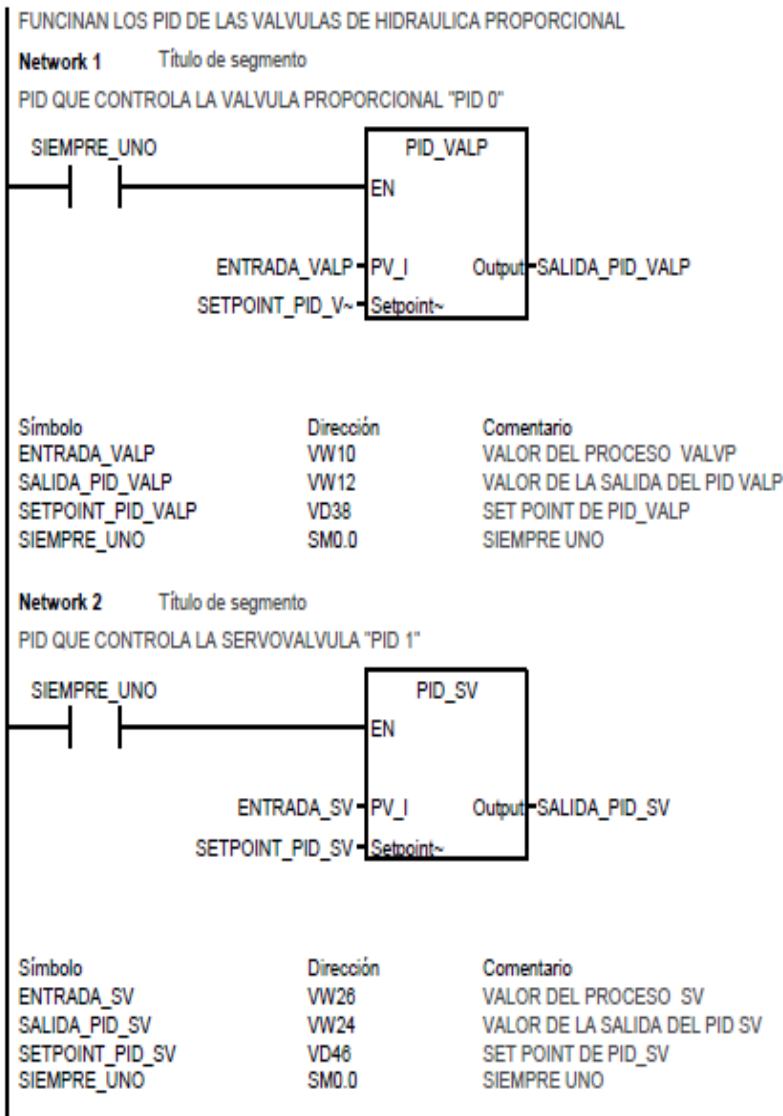 FUNCINAN LOS PID DE LAS VALVULAS DE HIDRAULICA PROPORCIONAL
Network 1 Título de segmento
PID QUE CONTROLA LA VALVULA PROPORCIONAL "PID 0"
SIEMPRE_UNO PID_VALP
EN
ENTRADA_VALP PV_I Output SALIDA_PID_VALP
SETPOINT_PID_V~ Setpoint~
Símbolo Dirección Comentario
ENTRADA_VALP VW10 VALOR DEL PROCESO VALVP
SALIDA_PID_VALP VW12 VALOR DE LA SALIDA DEL PID VALP
SETPOINT_PID_VALP VD38 SET POINT DE PID_VALP
SIEMPRE_UNO SM0.0 SIEMPRE UNO
Network 2 Título de segmento
PID QUE CONTROLA LA SERVOVALVULA "PID 1"
SIEMPRE_UNO PID_SV
EN
ENTRADA_SV PV_I Output SALIDA_PID_SV
SETPOINT_PID_SV Setpoint~
Símbolo Dirección Comentario
ENTRADA_SV VW26 VALOR DEL PROCESO SV
SALIDA_PID_SV VW24 VALOR DE LA SALIDA DEL PID SV
SETPOINT_PID_SV VD46 SET POINT DE PID_SV
SIEMPRE_UNO SM0.0 SIEMPRE UNO